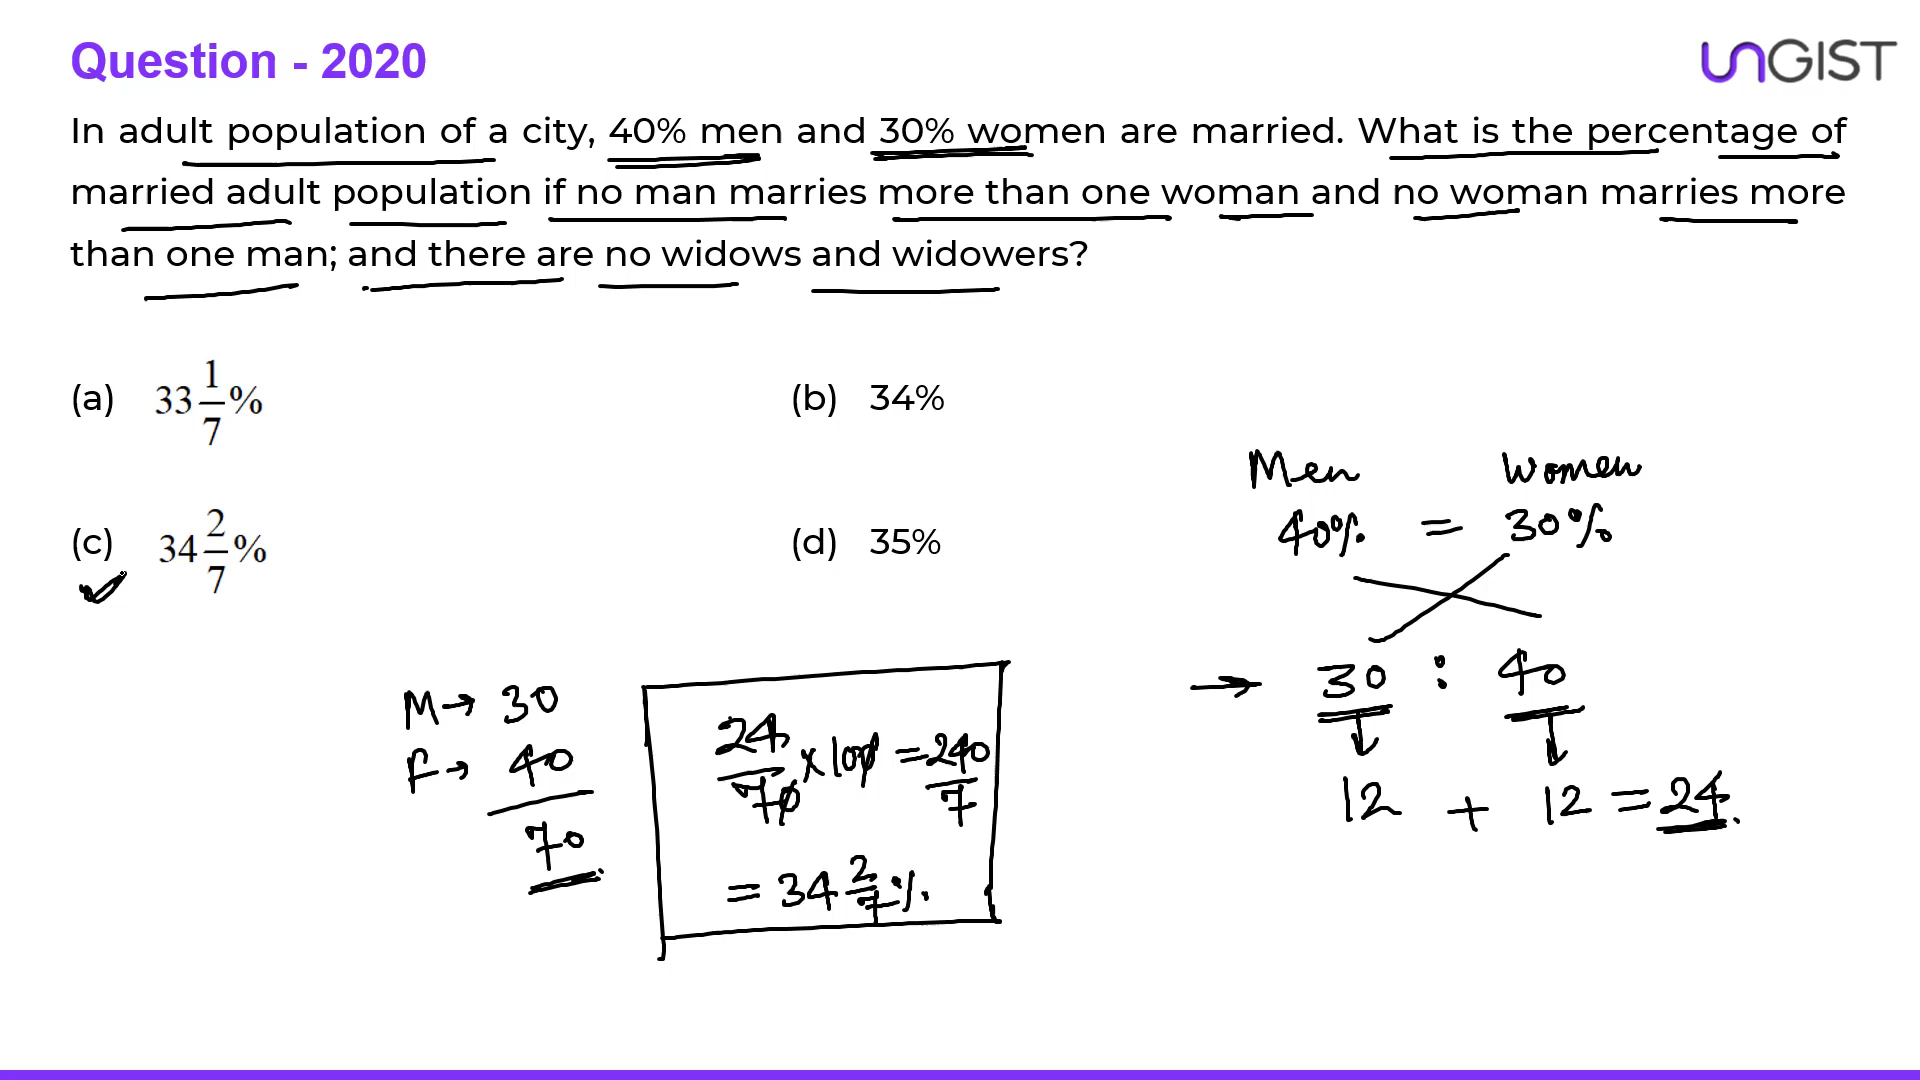 Question - 2020
UNGIST
In adult population of a city, 40% men and 30% women are married. What is the percentage of
married adult population if no man marries more than one woman and no woman marries more
than one man; and there are no widows and widowers?
(a) 33 1/7 %
(b) 34%
(c) 34 2/7 %
(d) 35%
Men Women
40% = 30%
→ 30 : 40
12 + 12 = 24.
M → 30
F → 40
70
24/70 × 100 = 240/7
= 34 2/7 %